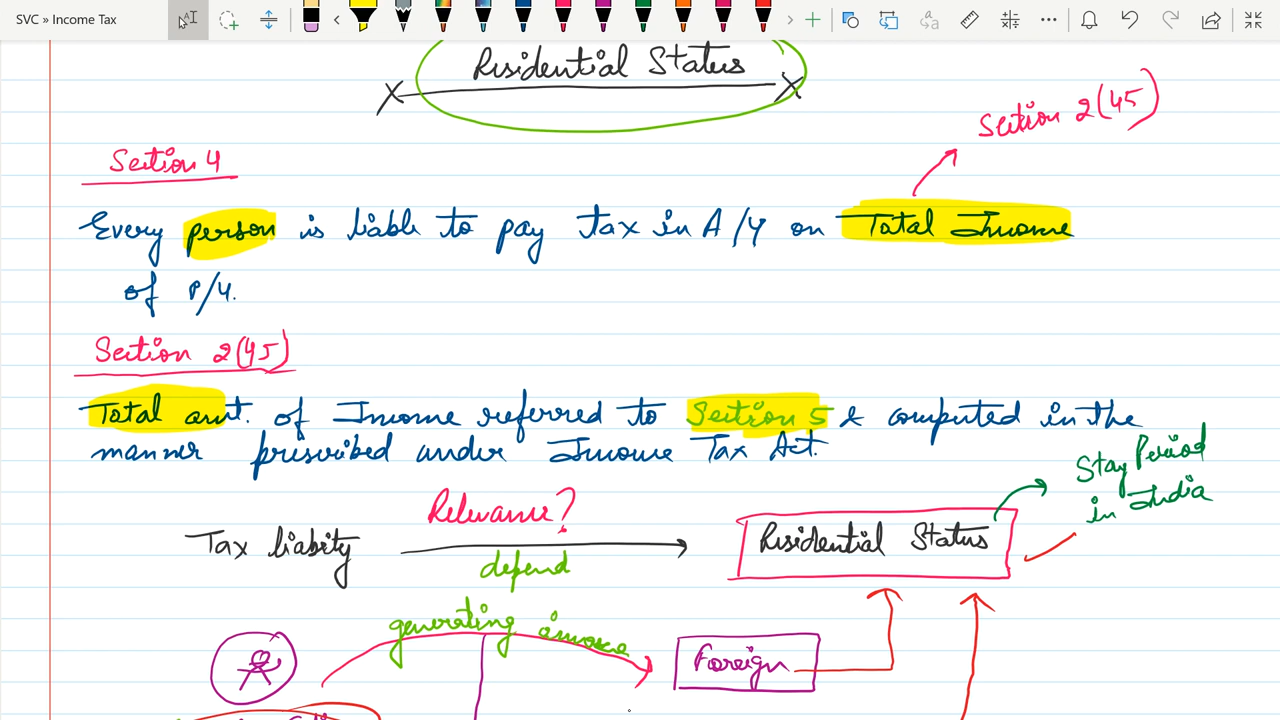 SVC » Income Tax
Residential Status
Section 2(45)
Section 4
Every person is liable to pay tax in A/Y on Total Income
of P/Y.
Section 2(45)
Total amt. of Income referred to Section 5 & computed in the
manner prescribed under Income Tax Act.
Stay Period
in India
Relevance?
Tax liabity
depend
Residential Status
generating income
Foreign